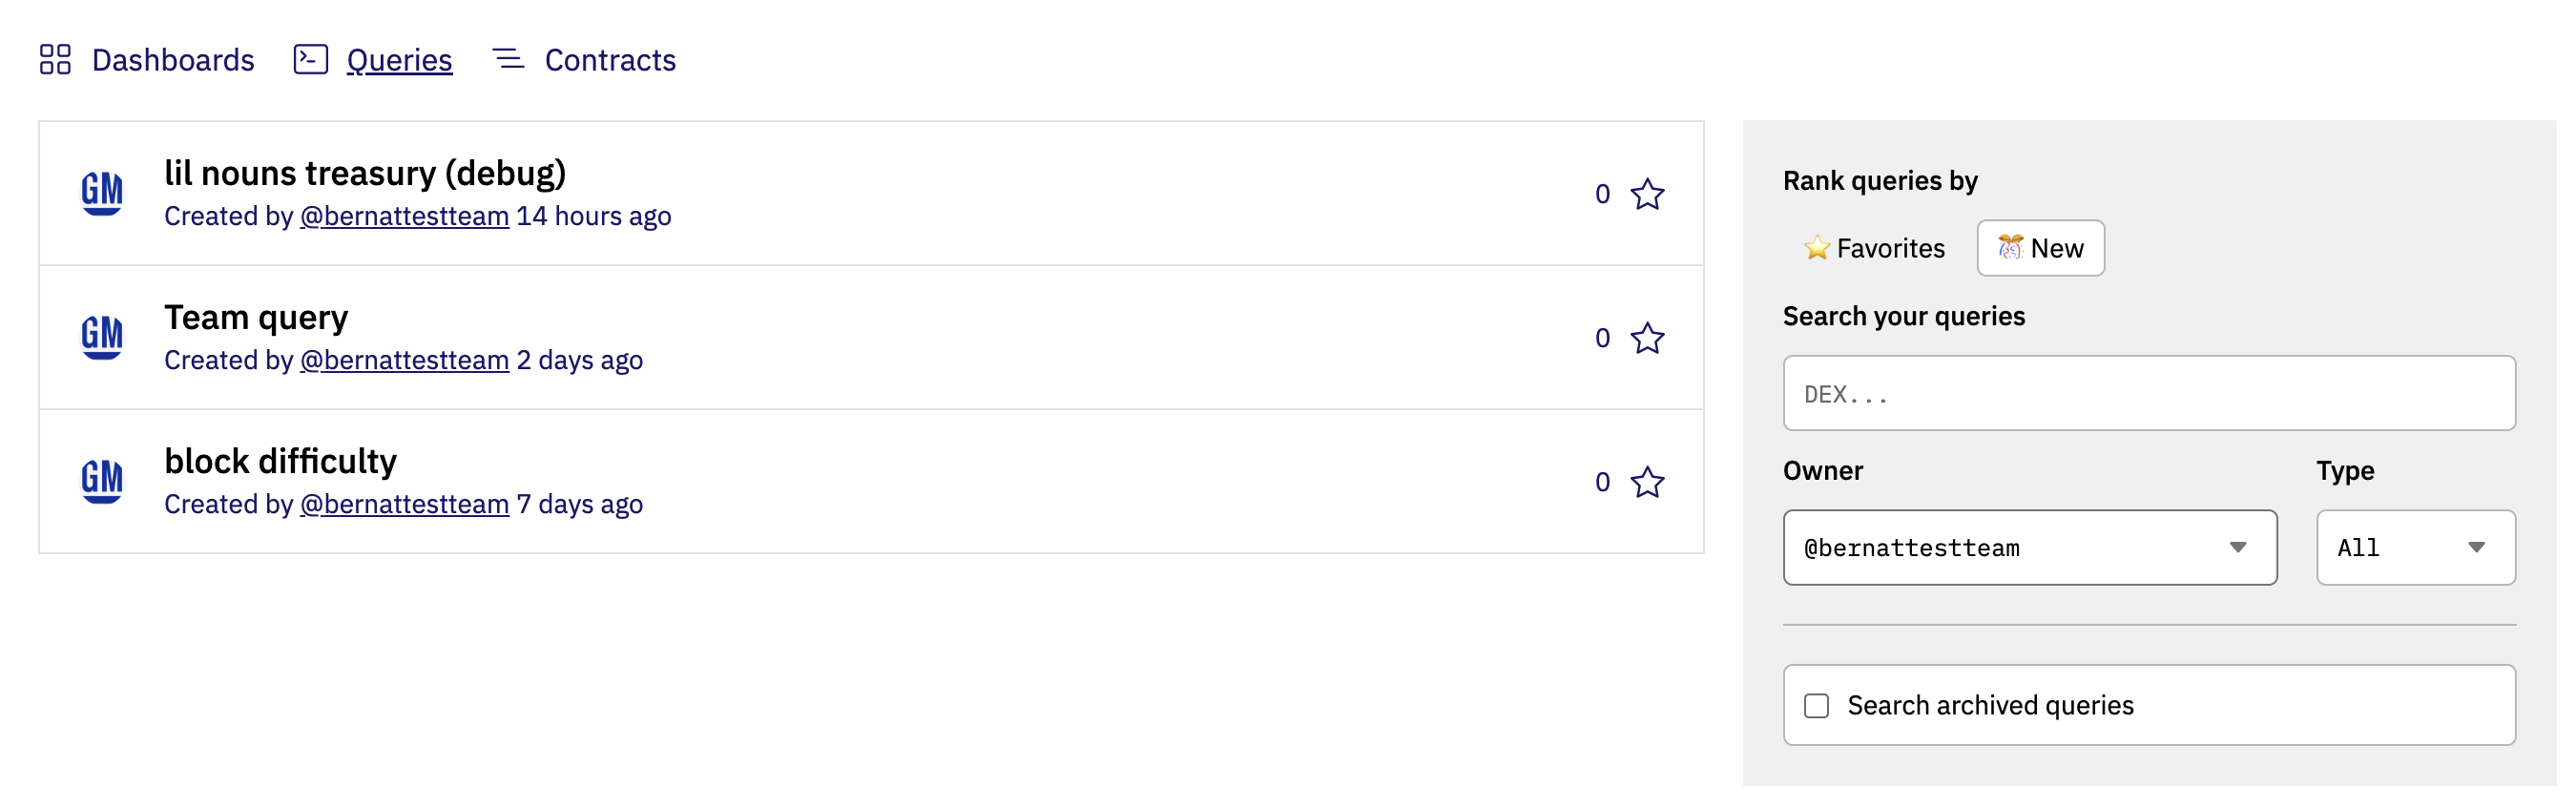 Dashboards Queries Contracts
GM
lil nouns treasury (debug)
Created by @bernattestteam 14 hours ago
0
GM
Team query
Created by @bernattestteam 2 days ago
0
GM
block difficulty
Created by @bernattestteam 7 days ago
0
Rank queries by
Favorites New
Search your queries
DEX...
Owner Type
@bernattestteam All
Search archived queries